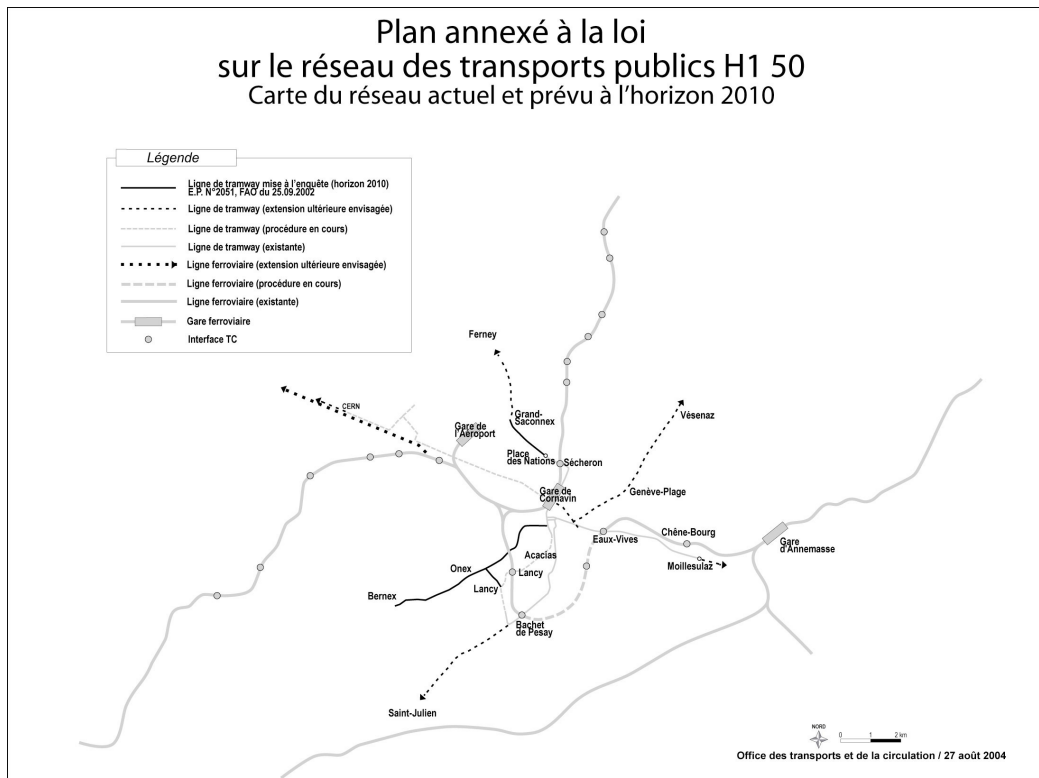 Plan annexé à la loi
sur le réseau des transports publics H1 50
Carte du réseau actuel et prévu à l'horizon 2010
Légende
Ligne de tramway mise à l'enquête (horizon 2010)
E.P. N°2051, FAO du 25.09.2002
Ligne de tramway (extension ultérieure envisagée)
Ligne de tramway (procédure en cours)
Ligne de tramway (existante)
Ligne ferroviaire (extension ultérieure envisagée)
Ligne ferroviaire (procédure en cours)
Ligne ferroviaire (existante)
Gare ferroviaire
Interface TC
Ferney
CERN
Grand-
Saconnex
Vésenaz
Gare de
l'Aéroport
Place
des Nations
Sécheron
Gare de
Cornavin
Genève-Plage
Eaux-Vives
Chêne-Bourg
Gare
d'Annemasse
Acacias
Moillesulaz
Onex
Lancy
Lancy
Bernex
Bachet
de Pesay
Saint-Julien
NORD
0 1 2 km
Office des transports et de la circulation / 27 août 2004